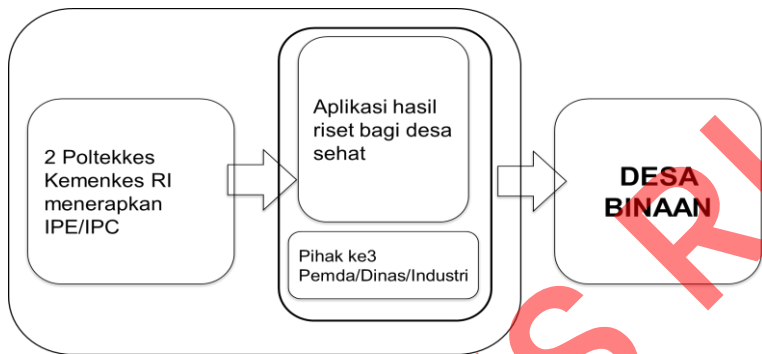 2 Poltekkes
Kemenkes RI
menerapkan
IPE/IPC
Aplikasi hasil
riset bagi desa
sehat
Pihak ke3
Pemda/Dinas/Industri
DESA
BINAAN
S RI